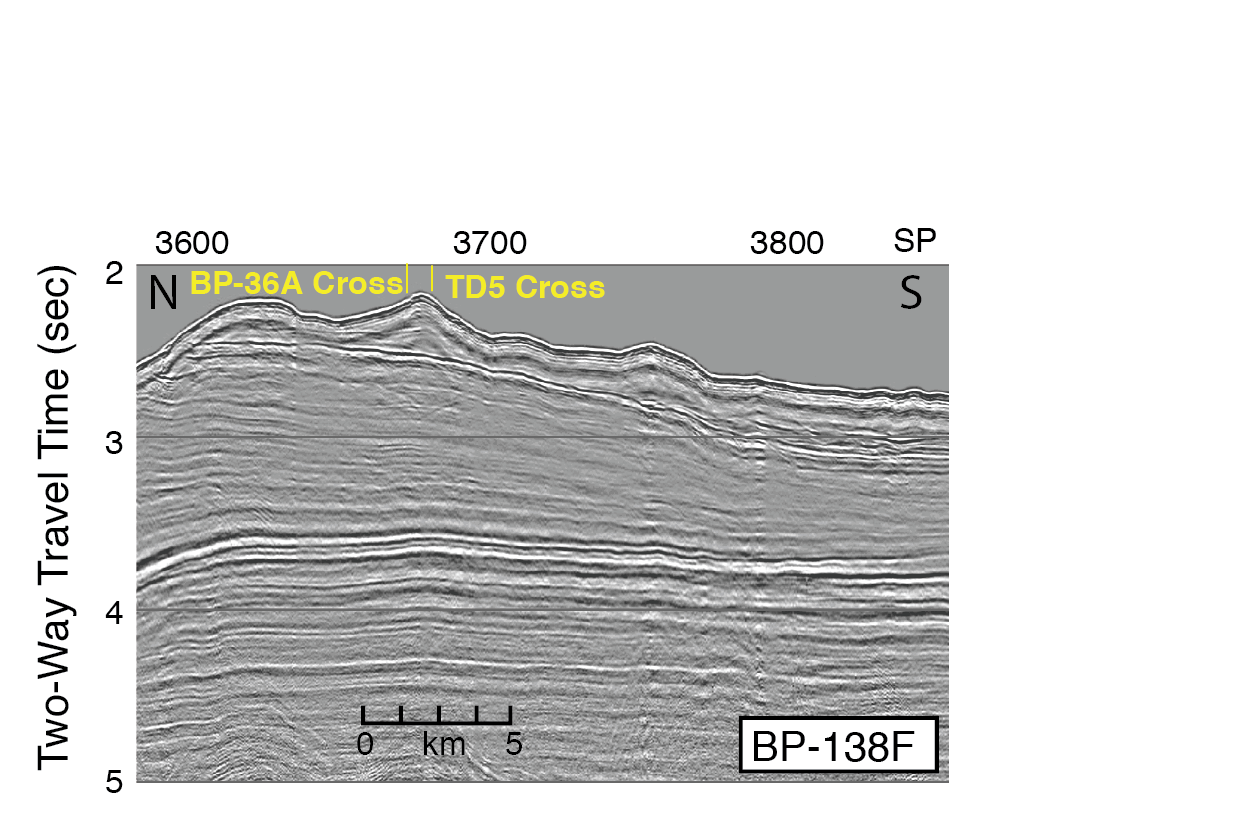 3600 3700 3800 SP
2
N BP-36A Cross TD5 Cross S
Two-Way Travel Time (sec)
3
4
0 km 5
BP-138F
5